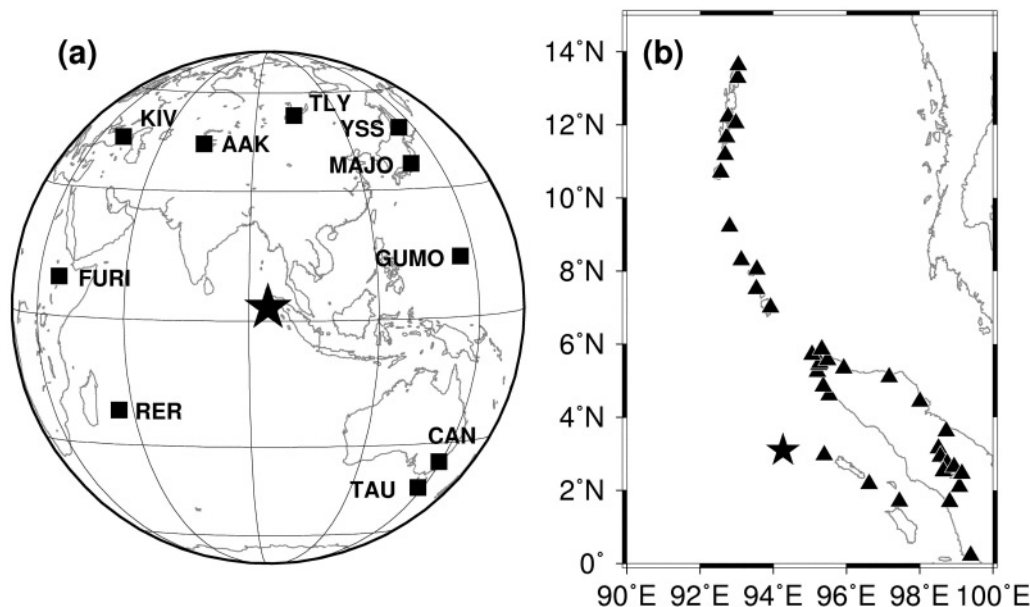 (a)
TLY
KIV
YSS
AAK
MAJO
GUMO
FURI
RER
CAN
TAU
(b)
14°N
12°N
10°N
8°N
6°N
4°N
2°N
0°
90°E 92°E 94°E 96°E 98°E 100°E